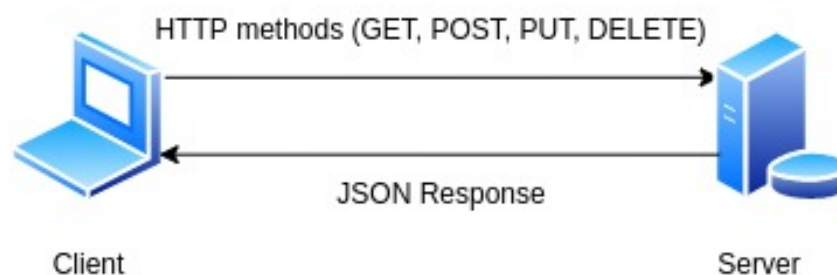 HTTP methods (GET, POST, PUT, DELETE)
JSON Response
Client
Server